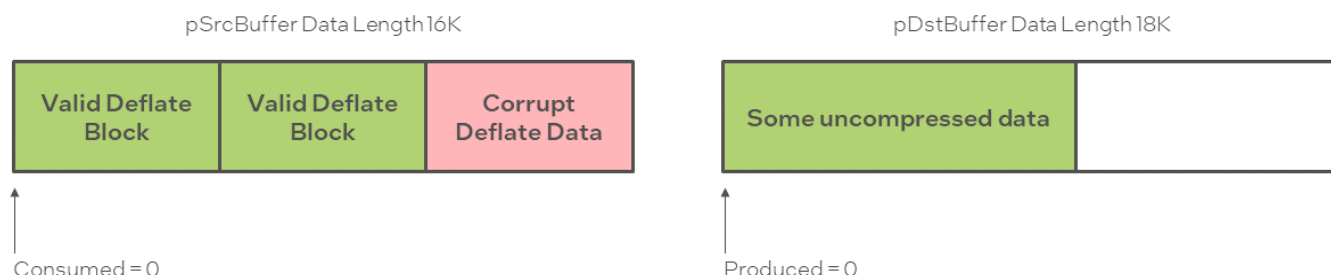 pSrcBuffer Data Length 16K
pDstBuffer Data Length 18K
Valid Deflate
Block
Valid Deflate
Block
Corrupt
Deflate Data
Some uncompressed data
Consumed = 0
Produced = 0